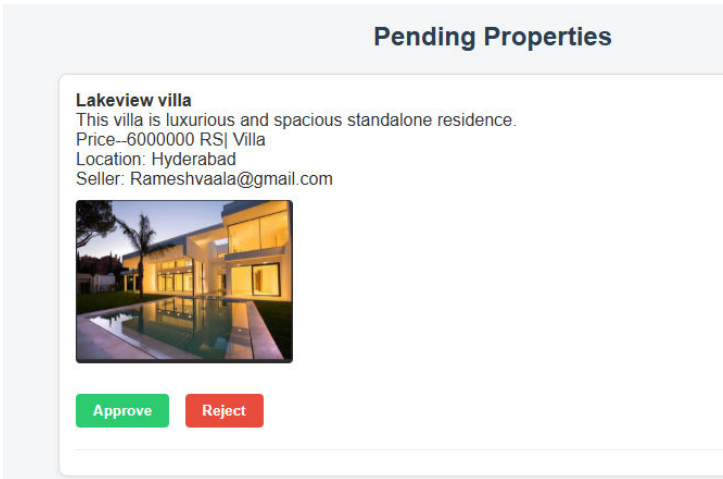 Pending Properties
Lakeview villa
This villa is luxurious and spacious standalone residence.
Price--6000000 RS| Villa
Location: Hyderabad
Seller: Rameshvaala@gmail.com
Approve
Reject